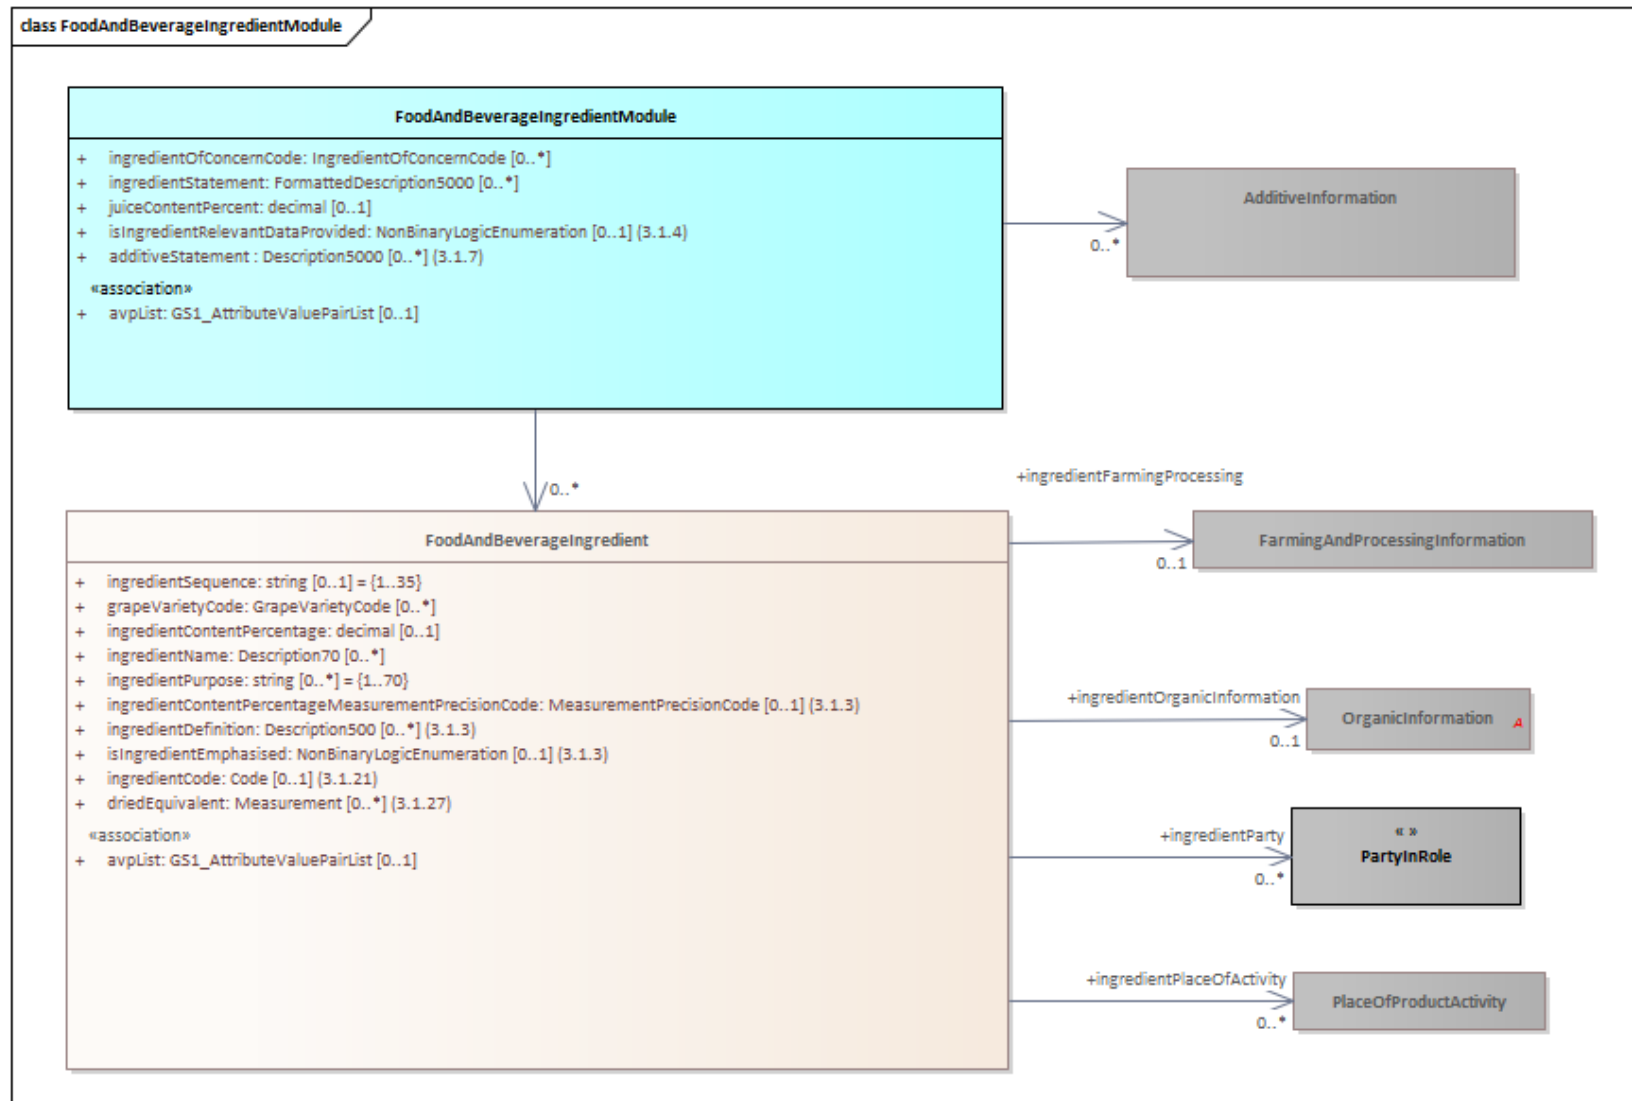 class FoodAndBeverageIngredientModule
FoodAndBeverageIngredientModule
+ ingredientOfConcernCode: IngredientOfConcernCode [0..*]
+ ingredientStatement: FormattedDescription5000 [0..*]
+ juiceContentPercent: decimal [0..1]
+ isIngredientRelevantDataProvided: NonBinaryLogicEnumeration [0..1] (3.1.4)
+ additiveStatement : Description5000 [0..*] (3.1.7)
«association»
+ avpList: GS1_AttributeValuePairList [0..1]
AdditiveInformation
0..*
0..*
+ingredientFarmingProcessing
FoodAndBeverageIngredient
+ ingredientSequence: string [0..1] = {1..35}
+ grapeVarietyCode: GrapeVarietyCode [0..*]
+ ingredientContentPercentage: decimal [0..1]
+ ingredientName: Description70 [0..*]
+ ingredientPurpose: string [0..*] = {1..70}
+ ingredientContentPercentageMeasurementPrecisionCode: MeasurementPrecisionCode [0..1] (3.1.3)
+ ingredientDefinition: Description500 [0..*] (3.1.3)
+ isIngredientEmphasised: NonBinaryLogicEnumeration [0..1] (3.1.3)
+ ingredientCode: Code [0..1] (3.1.21)
+ driedEquivalent: Measurement [0..*] (3.1.27)
«association»
+ avpList: GS1_AttributeValuePairList [0..1]
FarmingAndProcessingInformation
0..1
+ingredientOrganicInformation
OrganicInformation A
0..1
+ingredientParty
« »
PartyInRole
0..*
+ingredientPlaceOfActivity
PlaceOfProductActivity
0..*